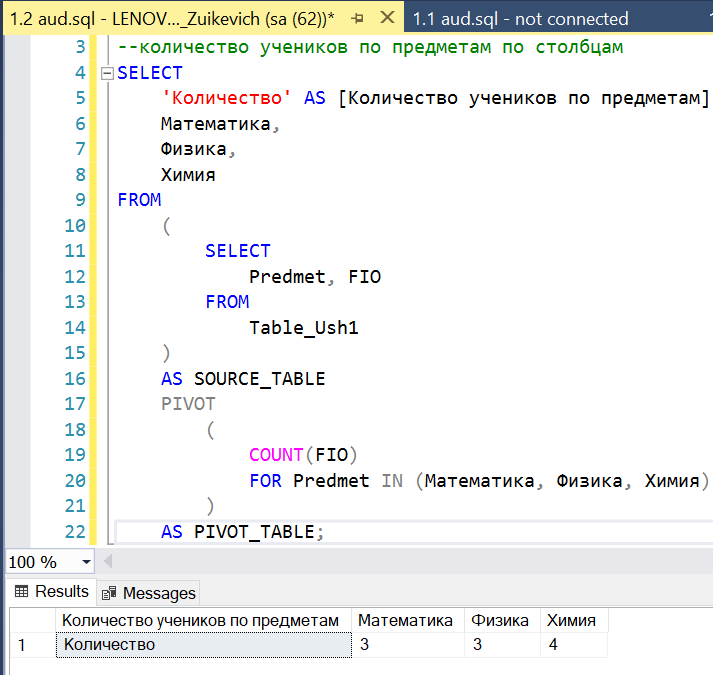 1.2 aud.sql - LENOV..._Zuikevich (sa (62))*
1.1 aud.sql - not connected
3 --количество учеников по предметам по столбцам
4 SELECT
5 'Количество' AS [Количество учеников по предметам]
6 Математика,
7 Физика,
8 Химия
9 FROM
10 (
11 SELECT
12 Predmet, FIO
13 FROM
14 Table_Ush1
15 )
16 AS SOURCE_TABLE
17 PIVOT
18 (
19 COUNT(FIO)
20 FOR Predmet IN (Математика, Физика, Химия)
21 )
22 AS PIVOT_TABLE;
100 %
Results Messages
Количество учеников по предметам Математика Физика Химия
1 Количество 3 3 4